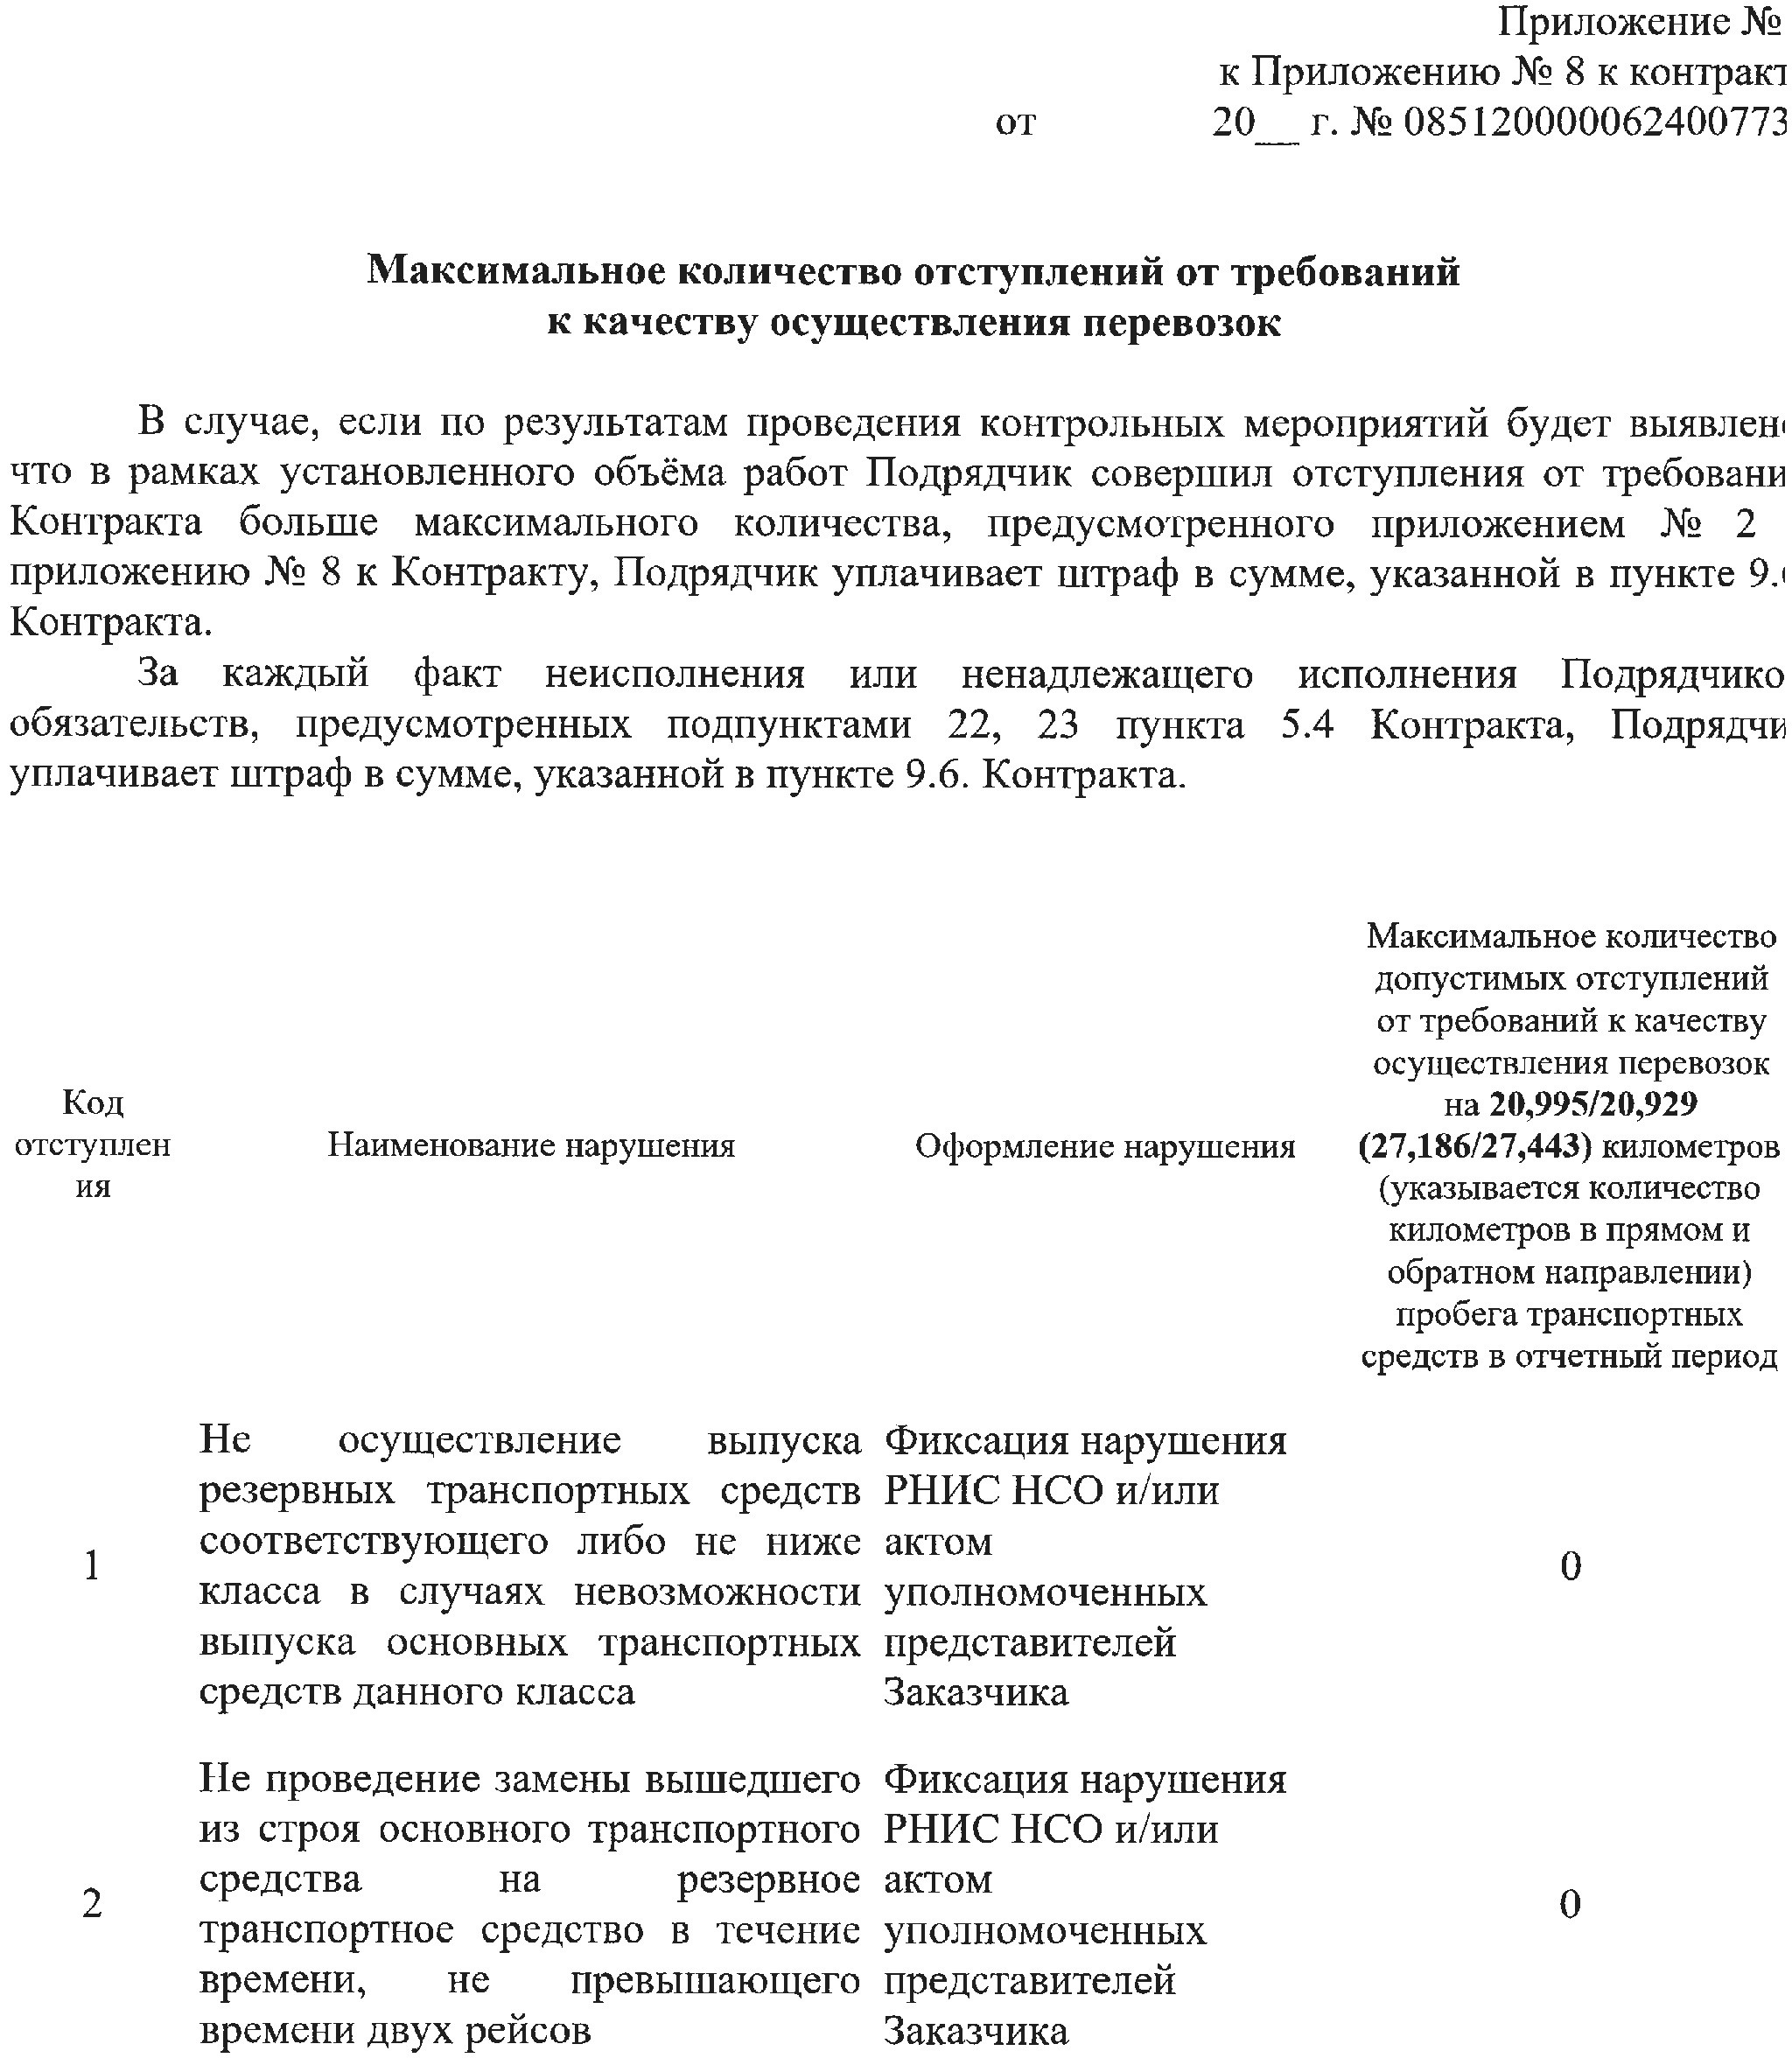 Приложение №
к Приложению № 8 к контракт
от 20__ г. № 085120000062400773
Максимальное количество отступлений от требований
к качеству осуществления перевозок
В случае, если по результатам проведения контрольных мероприятий будет выявлен
что в рамках установленного объёма работ Подрядчик совершил отступления от требовани
Контракта больше максимального количества, предусмотренного приложением № 2
приложению № 8 к Контракту, Подрядчик уплачивает штраф в сумме, указанной в пункте 9.
Контракта.
За каждый факт неисполнения или ненадлежащего исполнения Подрядчико
обязательств, предусмотренных подпунктами 22, 23 пункта 5.4 Контракта, Подрядчи
уплачивает штраф в сумме, указанной в пункте 9.6. Контракта.
Код
отступлен
ия
Наименование нарушения
Оформление нарушения
Максимальное количество
допустимых отступлений
от требований к качеству
осуществления перевозок
на 20,995/20,929
(27,186/27,443) километров
(указывается количество
километров в прямом и
обратном направлении)
пробега транспортных
средств в отчетный период
1
Не осуществление выпуска
резервных транспортных средств
соответствующего либо не ниже
класса в случаях невозможности
выпуска основных транспортных
средств данного класса
Фиксация нарушения
РНИС НСО и/или
актом
уполномоченных
представителей
Заказчика
0
2
Не проведение замены вышедшего
из строя основного транспортного
средства на резервное
транспортное средство в течение
времени, не превышающего
времени двух рейсов
Фиксация нарушения
РНИС НСО и/или
актом
уполномоченных
представителей
Заказчика
0